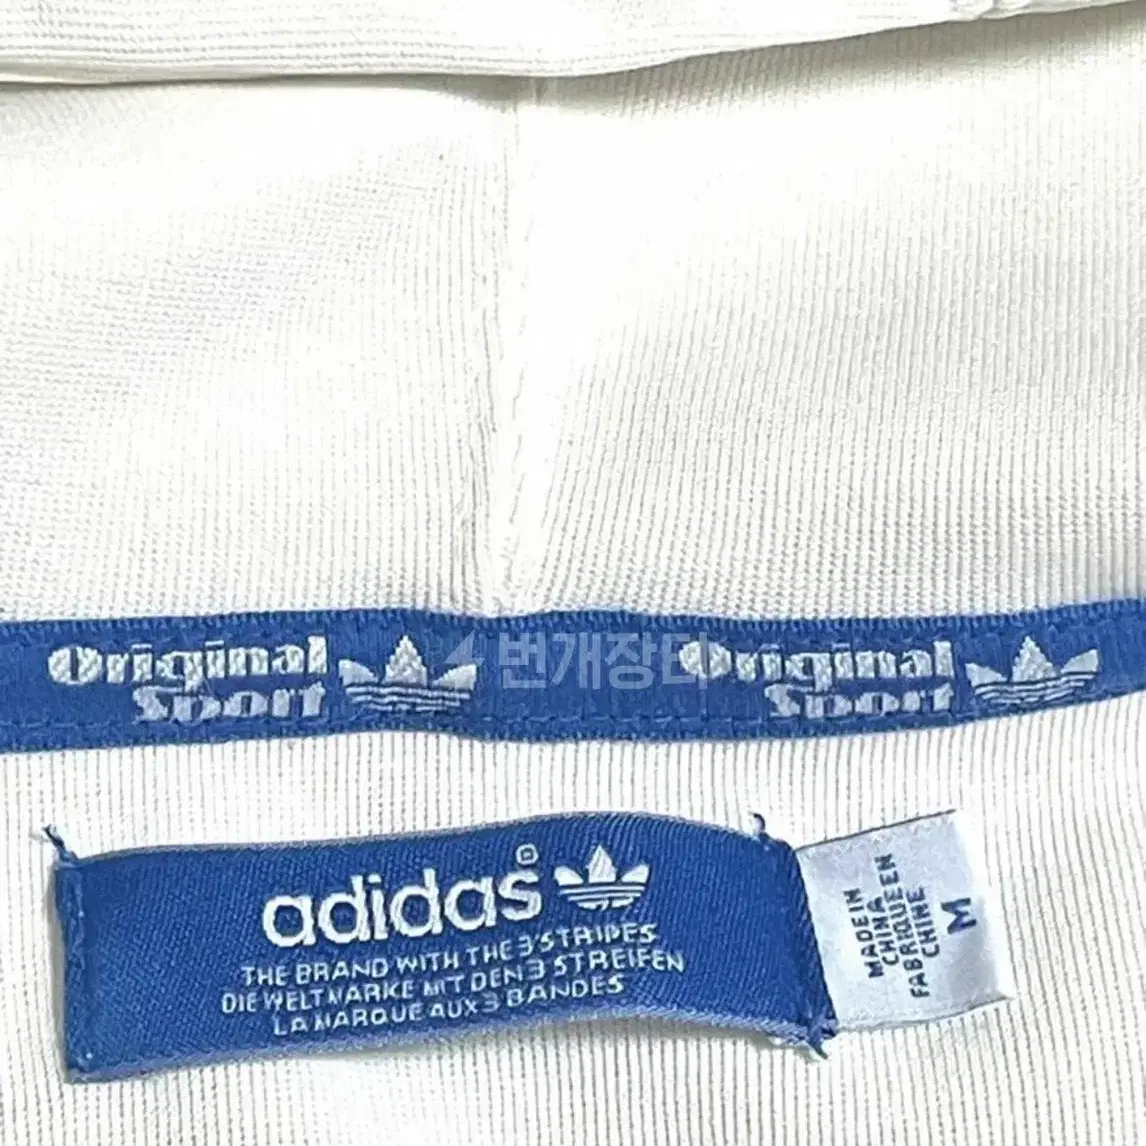 Original
Sport
번개장터
Original
Sport
adidas®
THE BRAND WITH THE 3 STRIPES
DIE WELTMARKE MIT DEN 3 STREIFEN
LA MARQUE AUX 3 BANDES
MADE IN
CHINA
FABRIQUE EN
CHINE
M